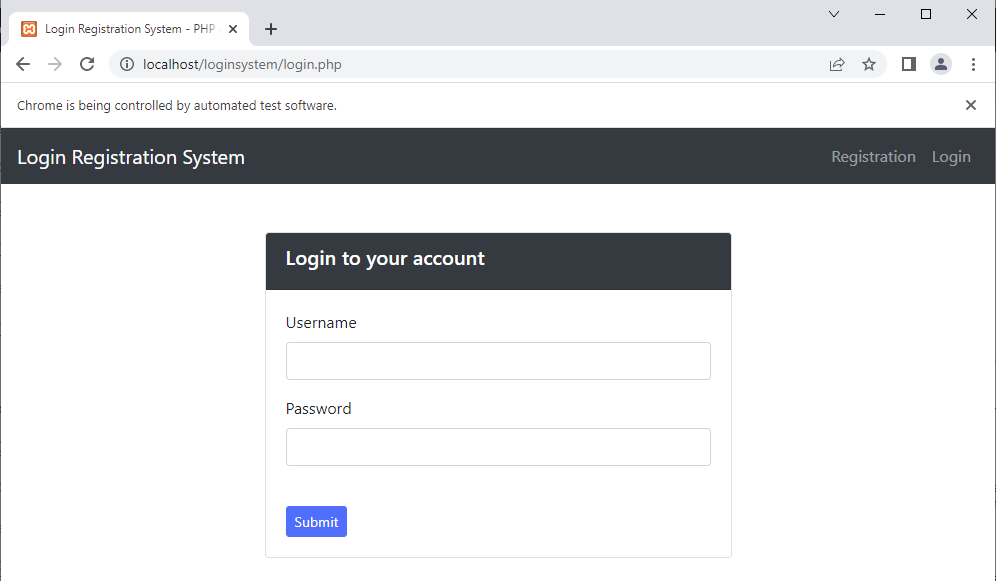 Login Registration System - PHP
localhost/loginsystem/login.php
Chrome is being controlled by automated test software.
Login Registration System Registration Login
Login to your account
Username
Password
Submit